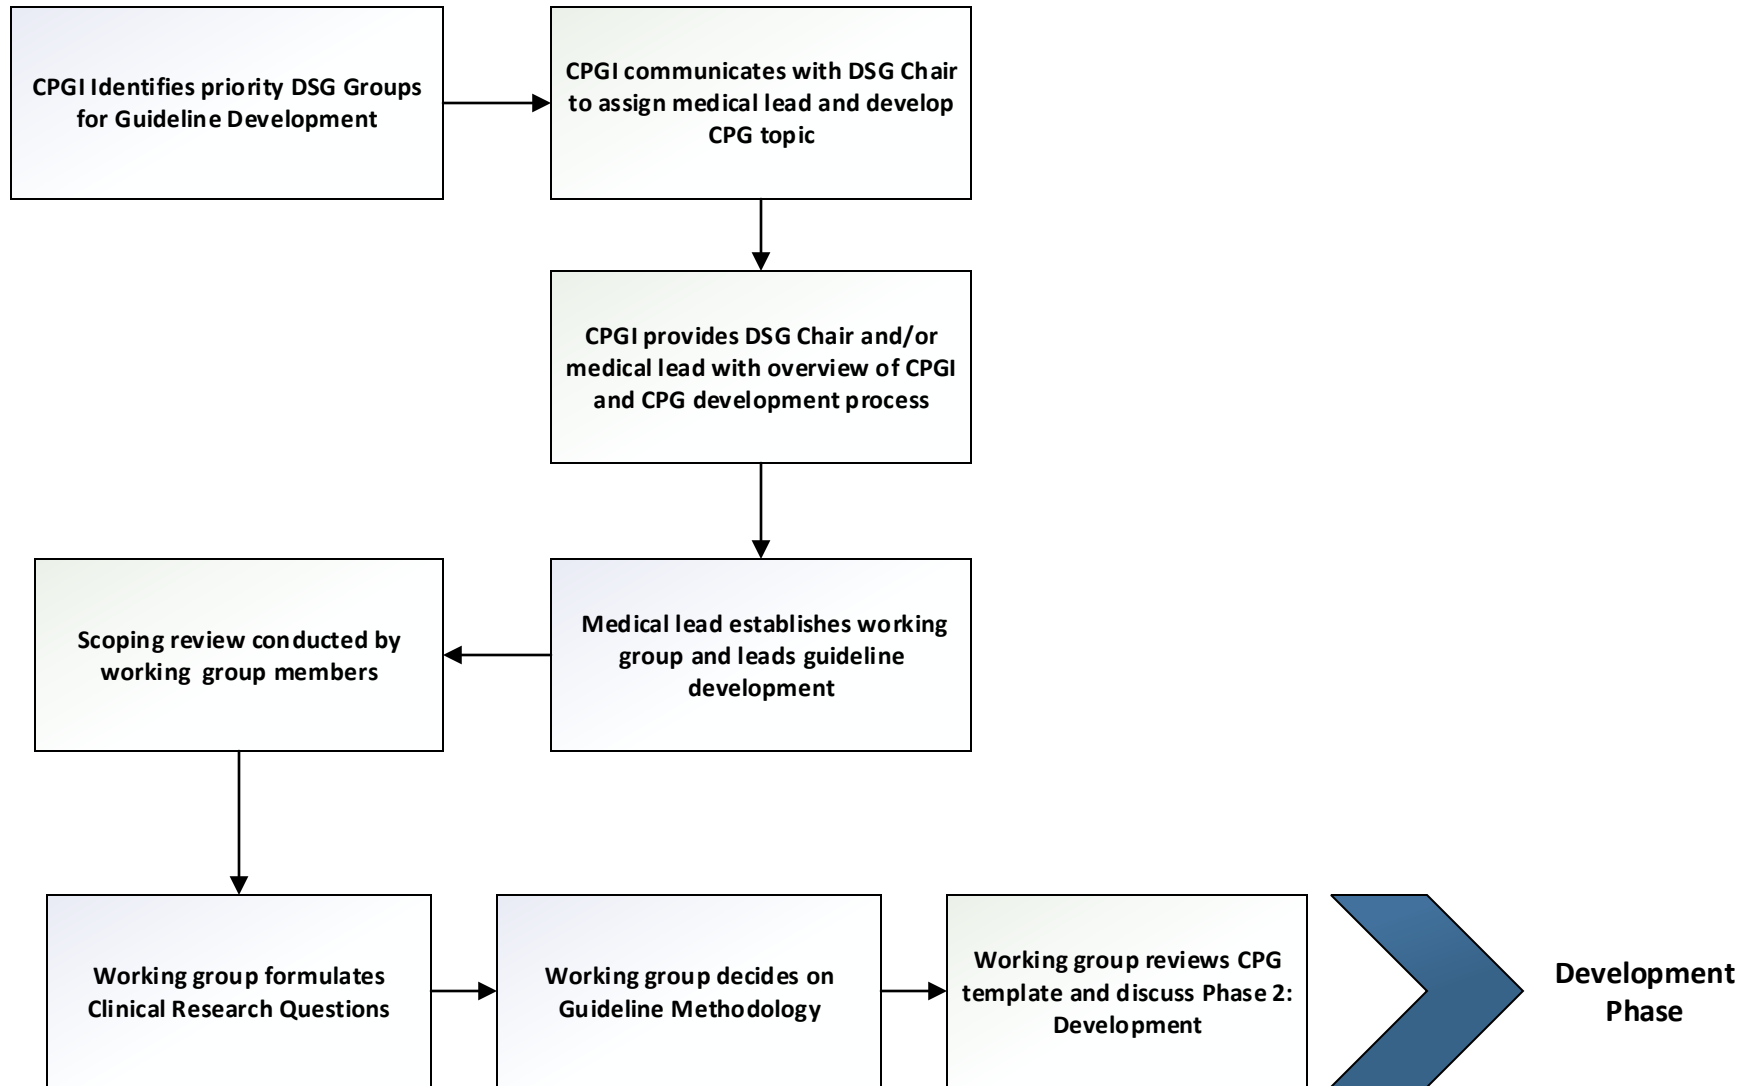 CPGI Identifies priority DSG Groups
for Guideline Development
CPGI communicates with DSG Chair
to assign medical lead and develop
CPG topic
CPGI provides DSG Chair and/or
medical lead with overview of CPGI
and CPG development process
Medical lead establishes working
group and leads guideline
development
Scoping review conducted by
working group members
Working group formulates
Clinical Research Questions
Working group decides on
Guideline Methodology
Working group reviews CPG
template and discuss Phase 2:
Development
Development
Phase